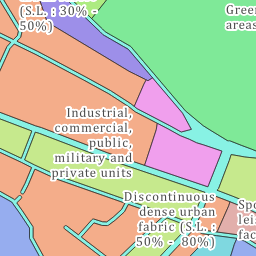 (S.L. : 30% -
50%)
Green
areas
Industrial,
commercial,
public,
military and
private units
Discontinuous
dense urban
fabric (S.L. :
50% - 80%)
Spo
lei
fac